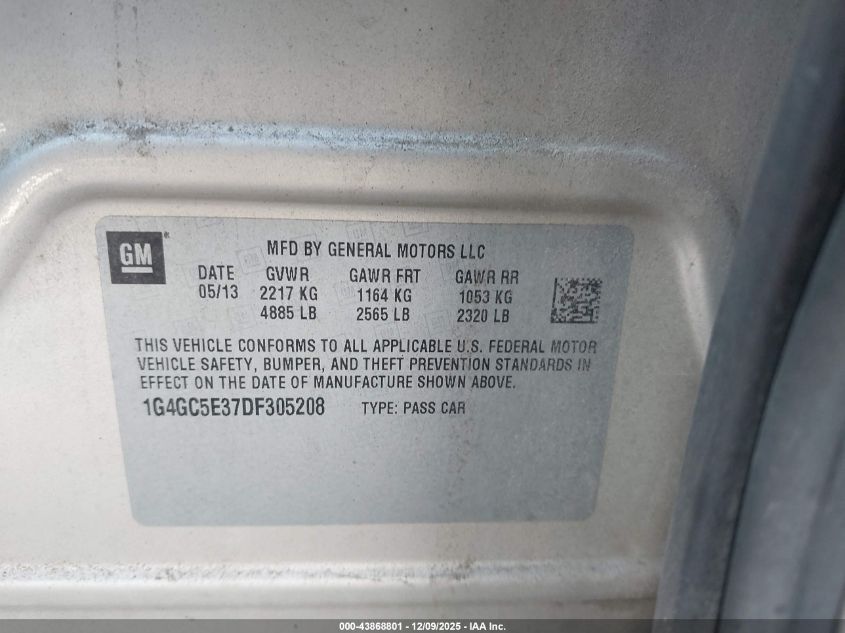 GM ®
MFD BY GENERAL MOTORS LLC
DATE GVWR GAWR FRT GAWR RR
05/13 2217 KG 1164 KG 1053 KG
4885 LB 2565 LB 2320 LB
THIS VEHICLE CONFORMS TO ALL APPLICABLE U.S. FEDERAL MOTOR
VEHICLE SAFETY, BUMPER, AND THEFT PREVENTION STANDARDS IN
EFFECT ON THE DATE OF MANUFACTURE SHOWN ABOVE.
1G4GC5E37DF305208 TYPE: PASS CAR
000-43868801 - 12/09/2025 - IAA Inc.